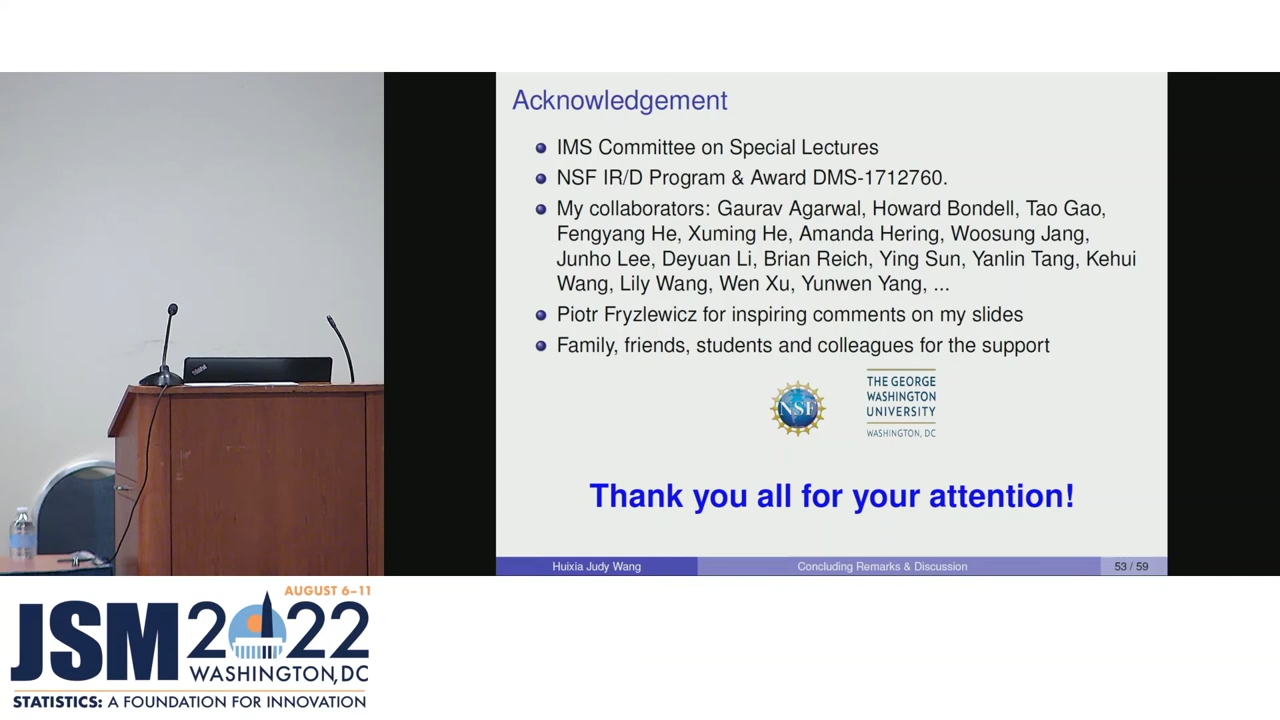 Acknowledgement
IMS Committee on Special Lectures
NSF IR/D Program & Award DMS-1712760.
My collaborators: Gaurav Agarwal, Howard Bondell, Tao Gao,
Fengyang He, Xuming He, Amanda Hering, Woosung Jang,
Junho Lee, Deyuan Li, Brian Reich, Ying Sun, Yanlin Tang, Kehui
Wang, Lily Wang, Wen Xu, Yunwen Yang, ...
Piotr Fryzlewicz for inspiring comments on my slides
Family, friends, students and colleagues for the support
NSF
THE GEORGE
WASHINGTON
UNIVERSITY
WASHINGTON, DC
Thank you all for your attention!
Huixia Judy Wang
Concluding Remarks & Discussion
53 / 59
ThinkPad
AUGUST 6–11
JSM 2022
WASHINGTON, DC
STATISTICS: A FOUNDATION FOR INNOVATION